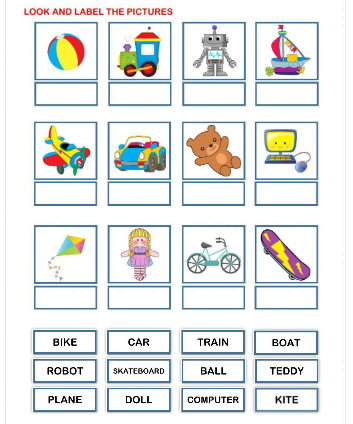 LOOK AND LABEL THE PICTURES
BIKE CAR TRAIN BOAT
ROBOT SKATEBOARD BALL TEDDY
PLANE DOLL COMPUTER KITE